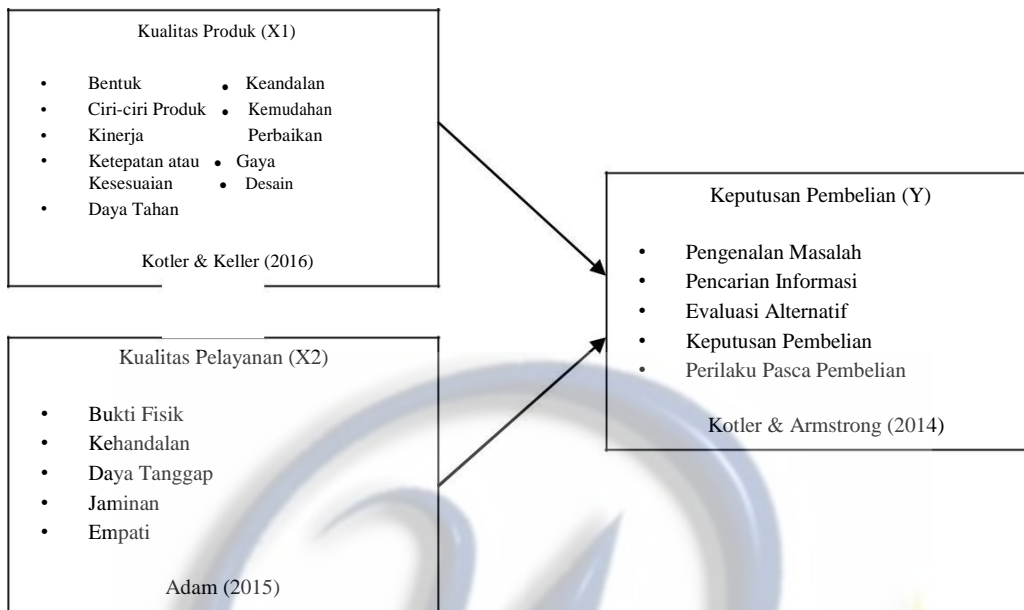 Kualitas Produk (X1)
• Bentuk • Keandalan
• Ciri-ciri Produk • Kemudahan
• Kinerja Perbaikan
• Ketepatan atau • Gaya
Kesesuaian • Desain
• Daya Tahan
Kotler & Keller (2016)
Kualitas Pelayanan (X2)
• Bukti Fisik
• Kehandalan
• Daya Tanggap
• Jaminan
• Empati
Adam (2015)
Keputusan Pembelian (Y)
• Pengenalan Masalah
• Pencarian Informasi
• Evaluasi Alternatif
• Keputusan Pembelian
• Perilaku Pasca Pembelian
Kotler & Armstrong (2014)